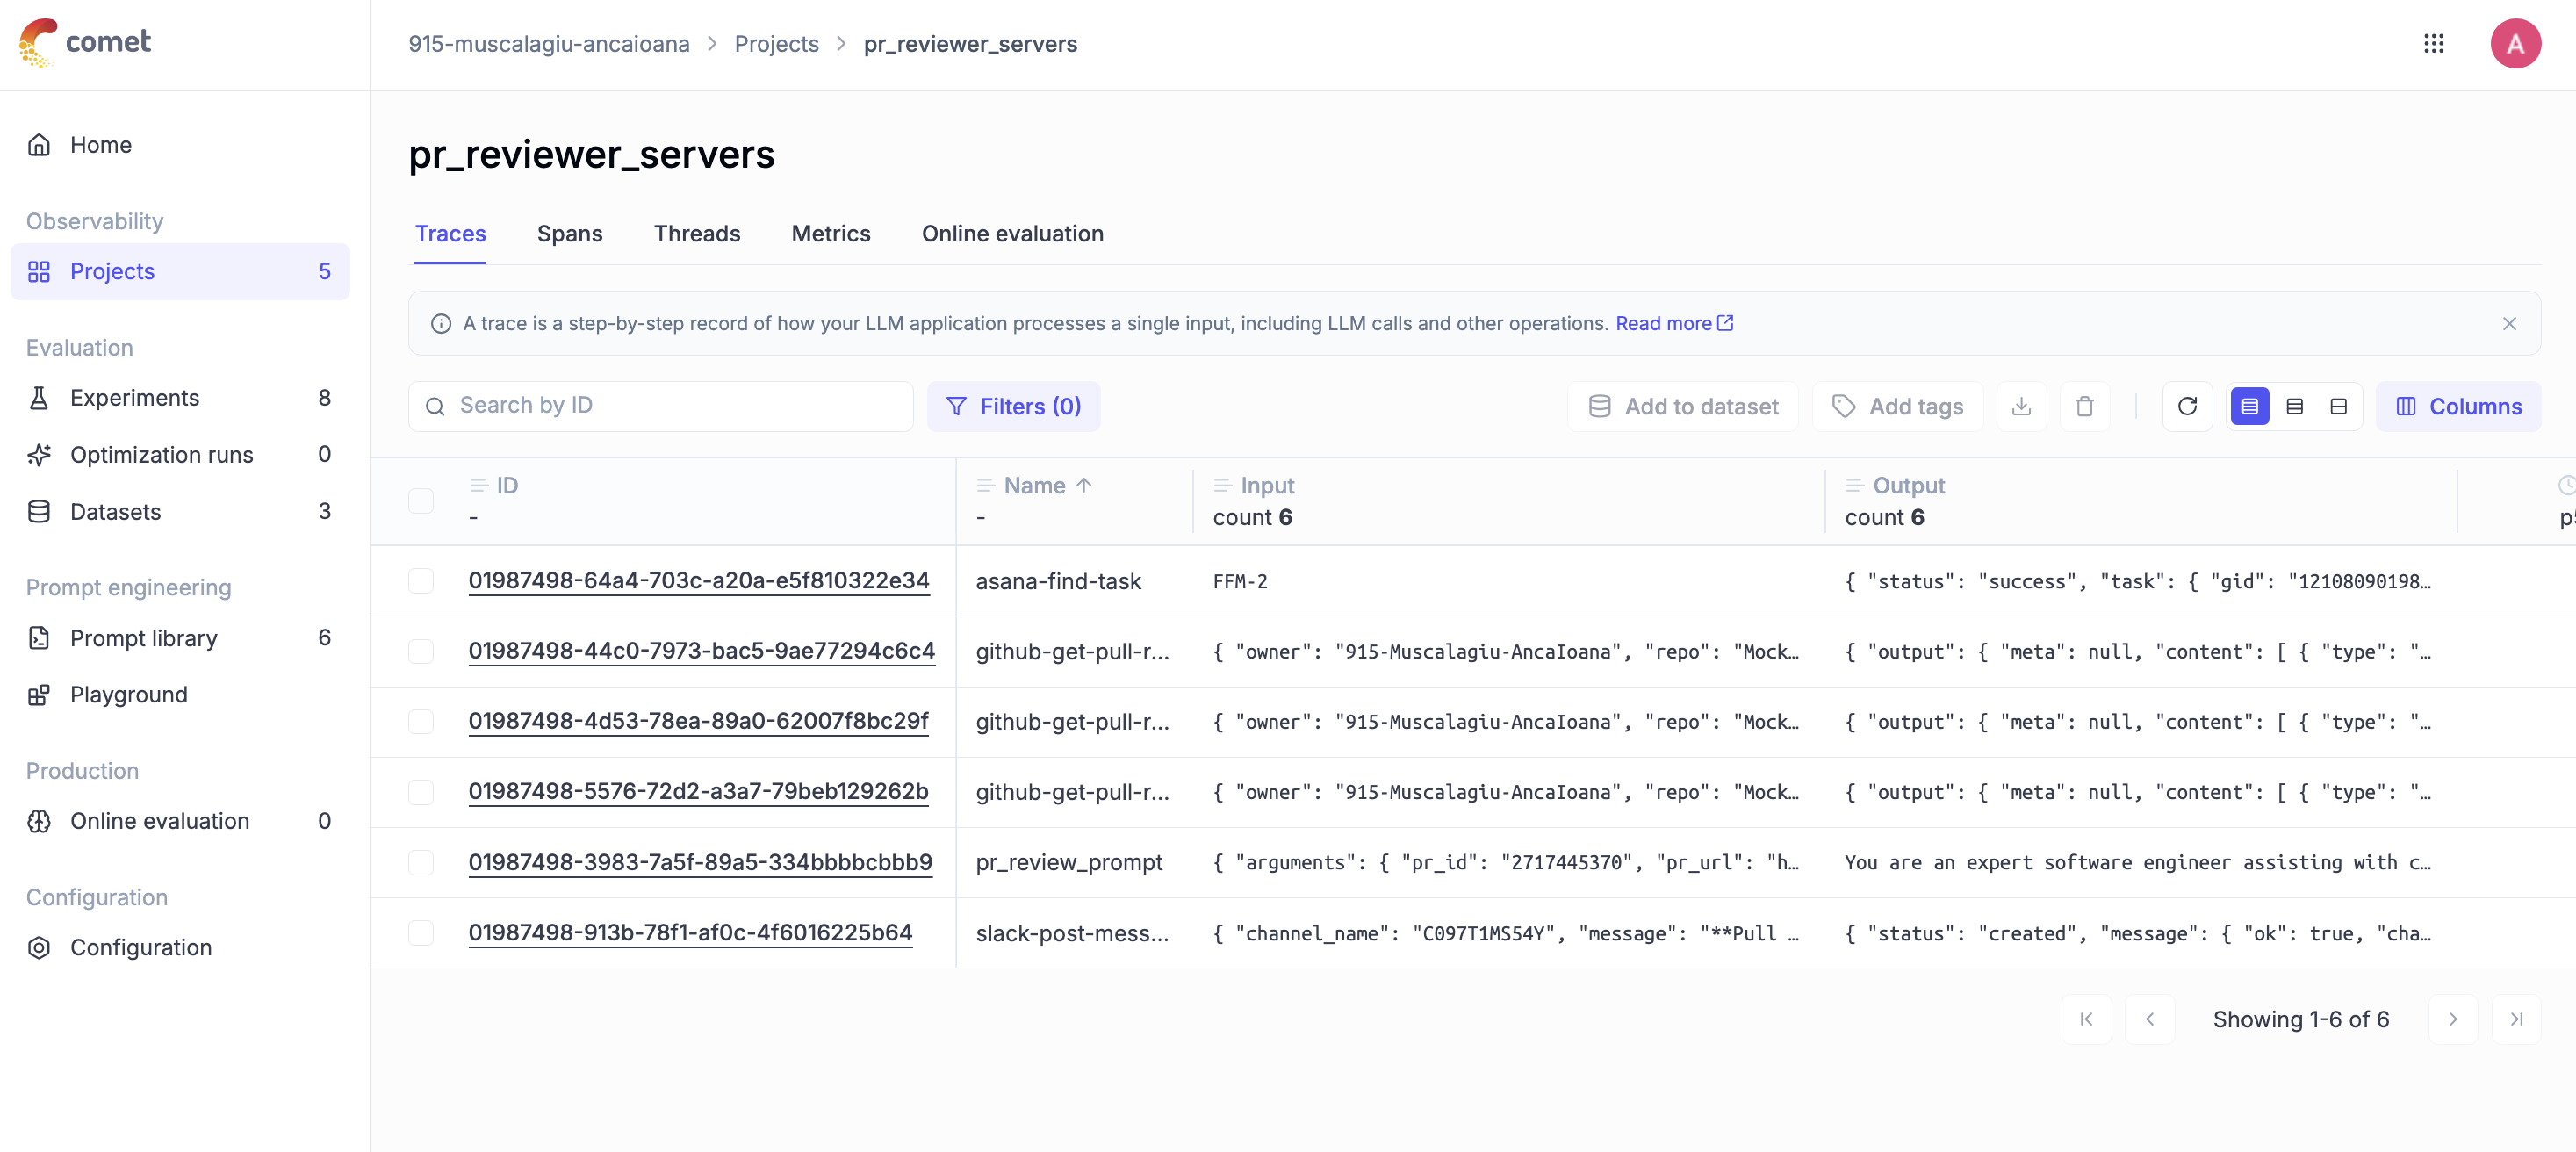 comet
915-muscalagiu-ancaioana > Projects > pr_reviewer_servers
A
Home
Observability
Projects 5
Evaluation
Experiments 8
Optimization runs 0
Datasets 3
Prompt engineering
Prompt library 6
Playground
Production
Online evaluation 0
Configuration
Configuration
pr_reviewer_servers
Traces Spans Threads Metrics Online evaluation
A trace is a step-by-step record of how your LLM application processes a single input, including LLM calls and other operations. Read more
Search by ID Filters (0) Add to dataset Add tags Columns
ID Name Input Output
- - count 6 count 6
01987498-64a4-703c-a20a-e5f810322e34 asana-find-task FFM-2 { "status": "success", "task": { "gid": "12108090198…
01987498-44c0-7973-bac5-9ae77294c6c4 github-get-pull-r... { "owner": "915-Muscalagiu-AncaIoana", "repo": "Mock… { "output": { "meta": null, "content": [ { "type": "…
01987498-4d53-78ea-89a0-62007f8bc29f github-get-pull-r... { "owner": "915-Muscalagiu-AncaIoana", "repo": "Mock… { "output": { "meta": null, "content": [ { "type": "…
01987498-5576-72d2-a3a7-79beb129262b github-get-pull-r... { "owner": "915-Muscalagiu-AncaIoana", "repo": "Mock… { "output": { "meta": null, "content": [ { "type": "…
01987498-3983-7a5f-89a5-334bbbbcbbb9 pr_review_prompt { "arguments": { "pr_id": "2717445370", "pr_url": "h… You are an expert software engineer assisting with c…
01987498-913b-78f1-af0c-4f6016225b64 slack-post-mess... { "channel_name": "C097T1MS54Y", "message": "**Pull … { "status": "created", "message": { "ok": true, "cha…
Showing 1-6 of 6